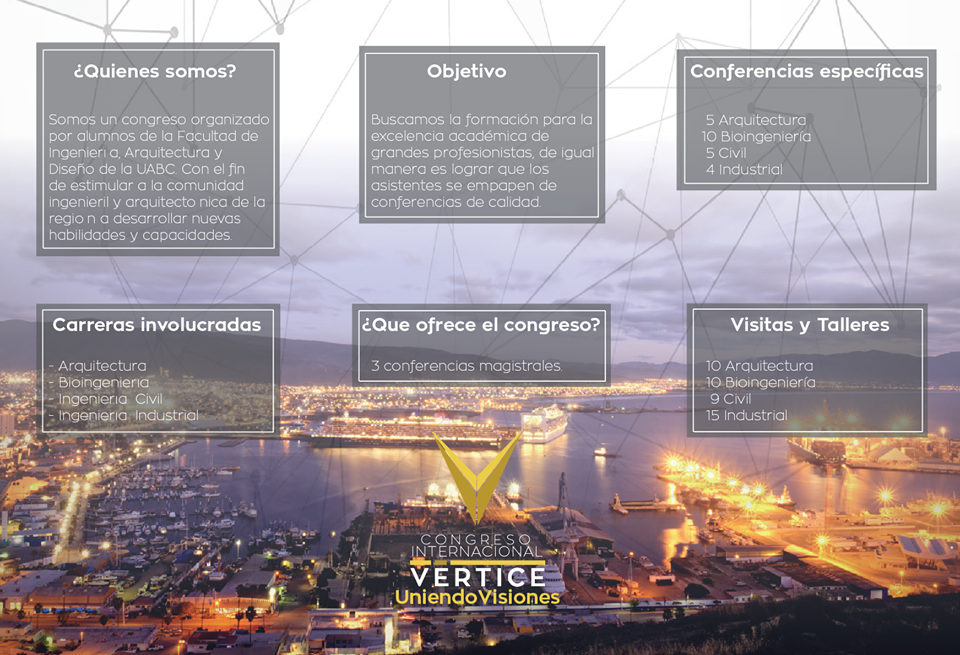 ¿Quienes somos?
Somos un congreso organizado
por alumnos de la Facultad de
Ingenieri a, Arquitectura y
Diseño de la UABC. Con el fin
de estimular a la comunidad
ingenieril y arquitecto nica de la
regio n a desarrollar nuevas
habilidades y capacidades.
Objetivo
Buscamos la formación para la
excelencia académica de
grandes profesionistas, de igual
manera es lograr que los
asistentes se empapen de
conferencias de calidad.
Conferencias específicas
5 Arquitectura
10 Bioingeniería
5 Civil
4 Industrial
Carreras involucradas
- Arquitectura
- Bioingenieria
- Ingenieria Civil
- Ingenieria Industrial
¿Que ofrece el congreso?
3 conferencias magistrales.
Visitas y Talleres
10 Arquitectura
10 Bioingeniería
9 Civil
15 Industrial
CONGRESO
INTERNACIONAL
VERTICE
UniendoVisiones